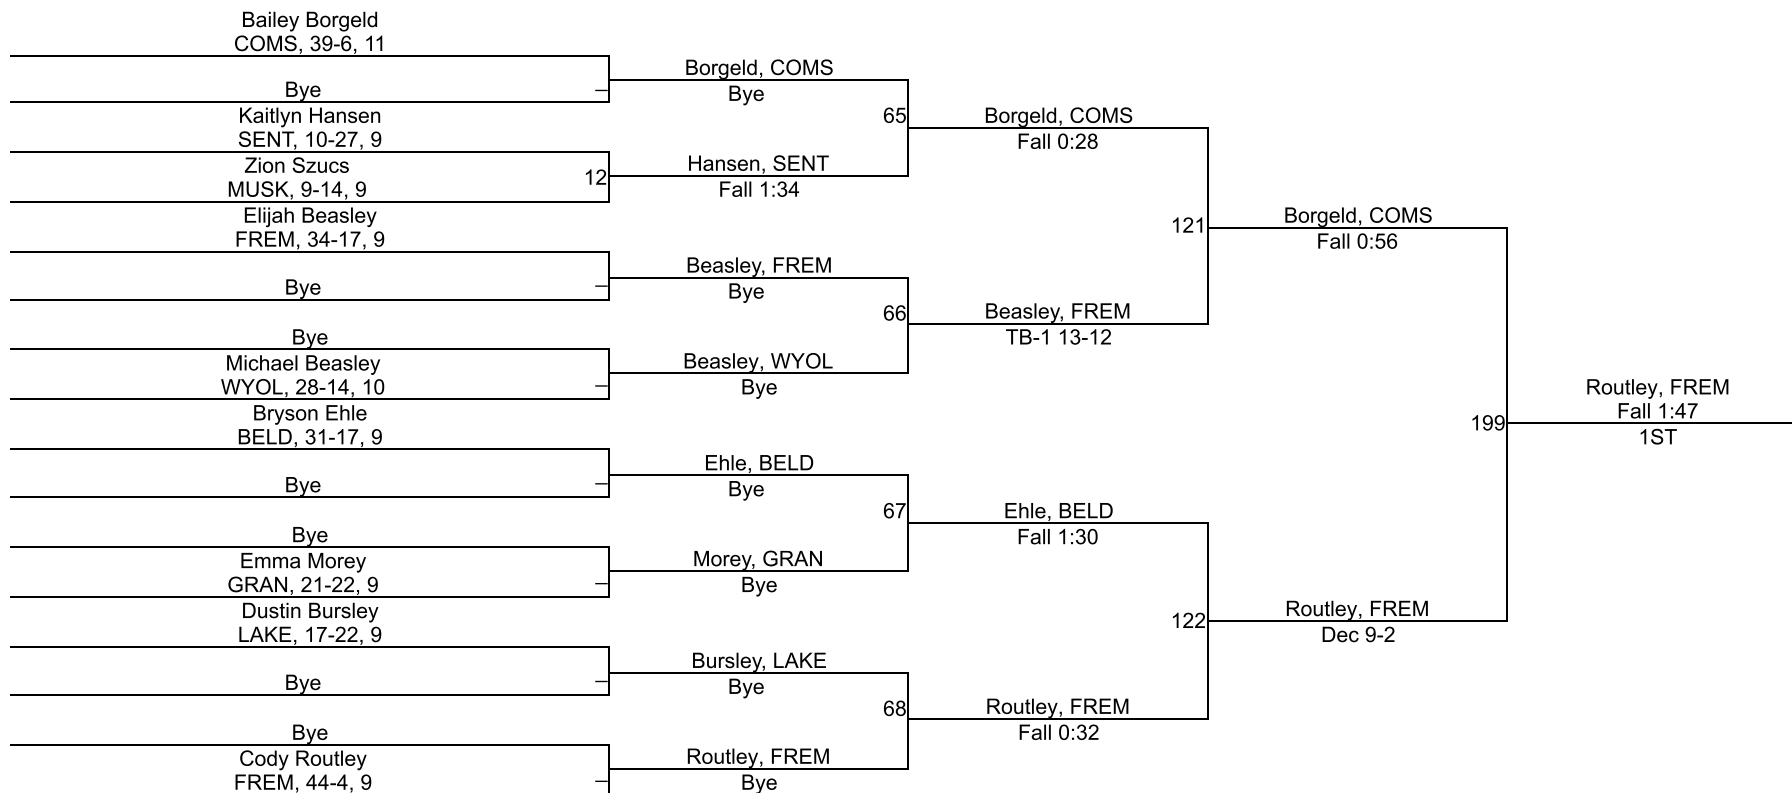 Bailey Borgeld
COMS, 39-6, 11
Bye
–
Kaitlyn Hansen
SENT, 10-27, 9
Zion Szucs
12
MUSK, 9-14, 9
Elijah Beasley
FREM, 34-17, 9
Bye
–
Bye
Michael Beasley
WYOL, 28-14, 10
–
Bryson Ehle
BELD, 31-17, 9
Bye
–
Bye
Emma Morey
GRAN, 21-22, 9
–
Dustin Bursley
LAKE, 17-22, 9
Bye
–
Bye
Cody Routley
FREM, 44-4, 9
–
Borgeld, COMS
Bye
65
Hansen, SENT
Fall 1:34
Beasley, FREM
Bye
66
Beasley, WYOL
Bye
Ehle, BELD
Bye
67
Morey, GRAN
Bye
Bursley, LAKE
Bye
68
Routley, FREM
Bye
Borgeld, COMS
Fall 0:28
121
Beasley, FREM
TB-1 13-12
Ehle, BELD
Fall 1:30
122
Routley, FREM
Fall 0:32
Borgeld, COMS
Fall 0:56
199
Routley, FREM
Dec 9-2
Routley, FREM
Fall 1:47
1ST